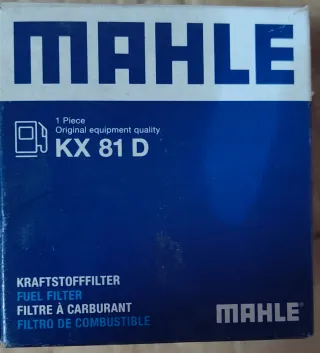 MAHLE
1 Piece
Original equipment quality
KX 81 D
KRAFTSTOFFFILTER
FUEL FILTER
FILTRE À CARBURANT
FILTRO DE COMBUSTIBLE
MAHLE®